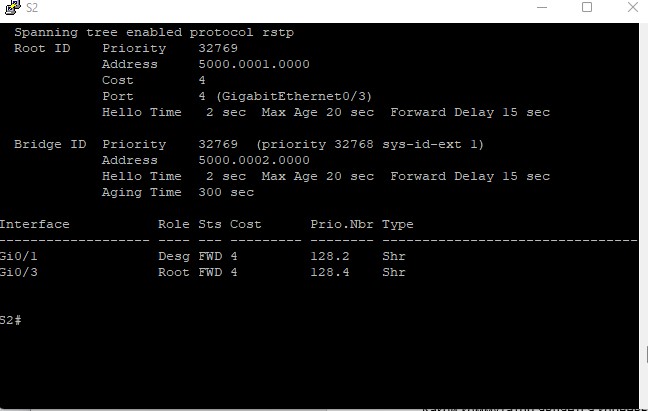 S2
Spanning tree enabled protocol rstp
Root ID    Priority    32769
Address     5000.0001.0000
Cost        4
Port        4 (GigabitEthernet0/3)
Hello Time   2 sec  Max Age 20 sec  Forward Delay 15 sec
Bridge ID  Priority    32769  (priority 32768 sys-id-ext 1)
Address     5000.0002.0000
Hello Time   2 sec  Max Age 20 sec  Forward Delay 15 sec
Aging Time  300 sec
Interface           Role Sts Cost      Prio.Nbr Type
------------------- ---- --- --------- -------- --------------------------------
Gi0/1               Desg FWD 4         128.2    Shr
Gi0/3               Root FWD 4         128.4    Shr
S2#